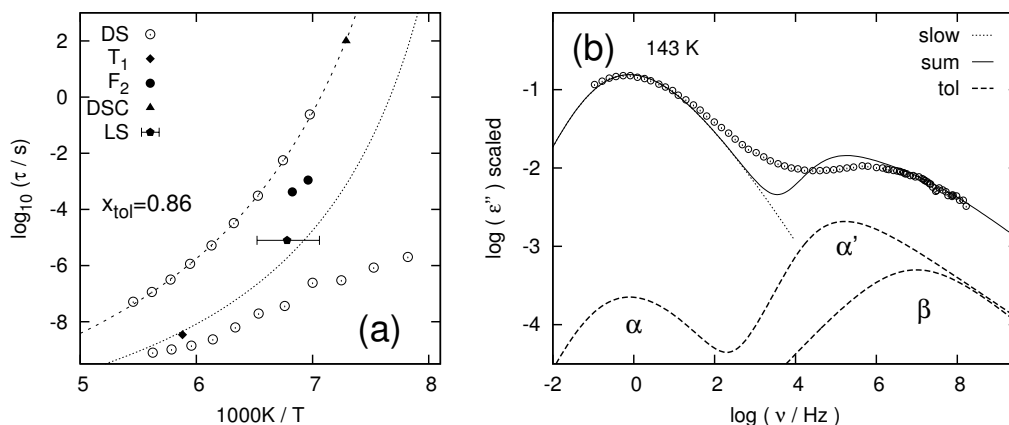 DS
T1
F2
DSC
LS
xtol=0.86
(a)
log10(τ / s)
2
0
-2
-4
-6
-8
5
6
7
8
1000K / T
(b)
143 K
slow
sum
tol
α
α'
β
log ( ε'' ) scaled
-1
-2
-3
-4
-2
0
2
4
6
8
log ( ν / Hz )